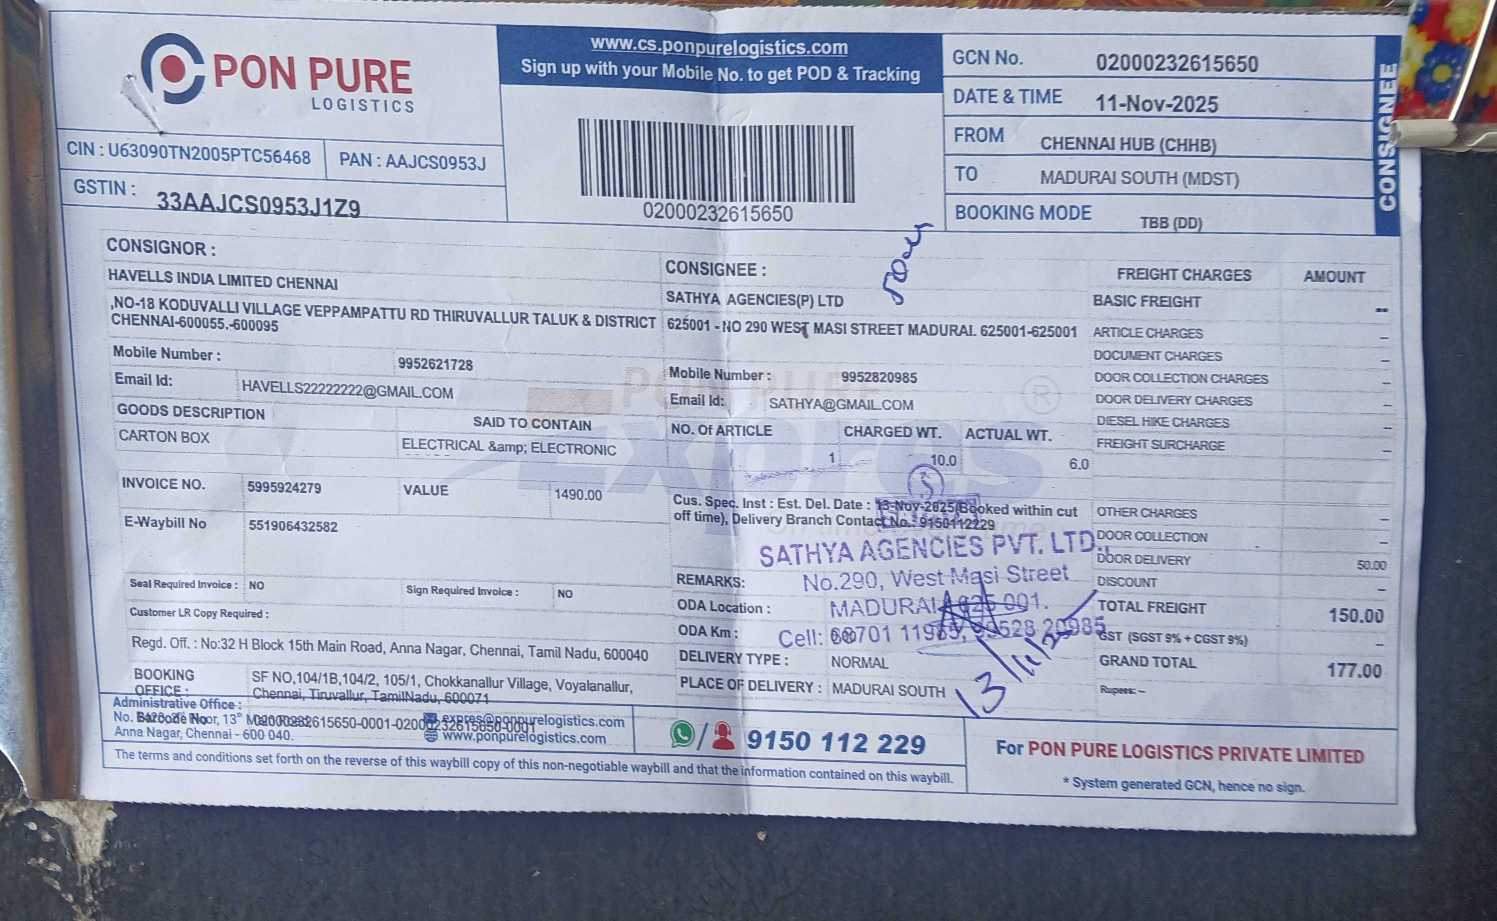 PON PURE
LOGISTICS
CIN : U63090TN2005PTC56468
PAN : AAJCS0953J
GSTIN : 33AAJCS0953J1Z9
www.cs.ponpurelogistics.com
Sign up with your Mobile No. to get POD & Tracking
02000232615650
GCN No. 02000232615650
DATE & TIME 11-Nov-2025
FROM CHENNAI HUB (CHHB)
TO MADURAI SOUTH (MDST)
BOOKING MODE TBB (DD)
CONSIGNEE
CONSIGNOR :
HAVELLS INDIA LIMITED CHENNAI
,NO-18 KODUVALLI VILLAGE VEPPAMPATTU RD THIRUVALLUR TALUK & DISTRICT
CHENNAI-600055.-600095
Mobile Number : 9952621728
Email Id: HAVELLS22222222@GMAIL.COM
GOODS DESCRIPTION SAID TO CONTAIN
CARTON BOX ELECTRICAL &amp; ELECTRONIC
INVOICE NO. 5995924279 VALUE 1490.00
E-Waybill No 551906432582
Seal Required Invoice : NO Sign Required Invoice : NO
Customer LR Copy Required :
Regd. Off. : No:32 H Block 15th Main Road, Anna Nagar, Chennai, Tamil Nadu, 600040
BOOKING OFFICE : SF NO,104/1B,104/2, 105/1, Chokkanallur Village, Voyalanallur,
Chennai, Tiruvallur, TamilNadu, 600071
CONSIGNEE :
SATHYA AGENCIES(P) LTD
625001 - NO 290 WEST MASI STREET MADURAI. 625001-625001
Mobile Number : 9952820985
Email Id: SATHYA@GMAIL.COM
NO. Of ARTICLE CHARGED WT. ACTUAL WT.
1 10.0 6.0
PON PURE
Expres
®
Cus. Spec. Inst : Est. Del. Date : 13-Nov-2025(Booked within cut
off time), Delivery Branch Contact No.: 9150112229
SATHYA AGENCIES PVT. LTD.,
No.290, West Masi Street
MADURAI-625 001.
REMARKS:
ODA Location :
ODA Km :
DELIVERY TYPE : NORMAL
PLACE OF DELIVERY : MADURAI SOUTH
13/11/25
FREIGHT CHARGES AMOUNT
BASIC FREIGHT --
ARTICLE CHARGES –
DOCUMENT CHARGES –
DOOR COLLECTION CHARGES –
DOOR DELIVERY CHARGES –
DIESEL HIKE CHARGES –
FREIGHT SURCHARGE –
OTHER CHARGES –
DOOR COLLECTION –
DOOR DELIVERY 50.00
DISCOUNT –
TOTAL FREIGHT 150.00
GST (SGST 9% + CGST 9%) –
GRAND TOTAL 177.00
Rupees: –
Administrative Office :
Barcode No
Anna Nagar, Chennai - 600 040.
expres@ponpurelogistics.com
www.ponpurelogistics.com
9150 112 229
The terms and conditions set forth on the reverse of this waybill copy of this non-negotiable waybill and that the information contained on this waybill.
For PON PURE LOGISTICS PRIVATE LIMITED
* System generated GCN, hence no sign.